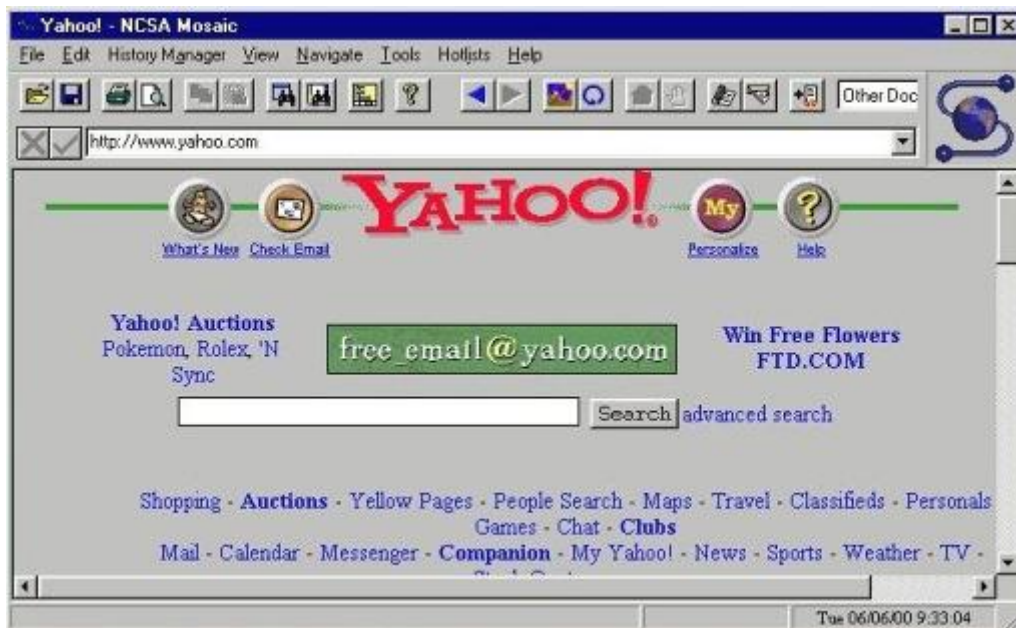 Yahoo! - NCSA Mosaic
File Edit History Manager View Navigate Tools Hotlists Help
Other Doc
http://www.yahoo.com
YAHOO!
My
What's New Check Email Personalize Help
Yahoo! Auctions
Pokemon, Rolex, 'N
Sync
free_email@yahoo.com
Win Free Flowers
FTD.COM
Search advanced search
Shopping - Auctions - Yellow Pages - People Search - Maps - Travel - Classifieds - Personals
Games - Chat - Clubs
Mail - Calendar - Messenger - Companion - My Yahoo! - News - Sports - Weather - TV -
Tue 06/06/00 9:33:04